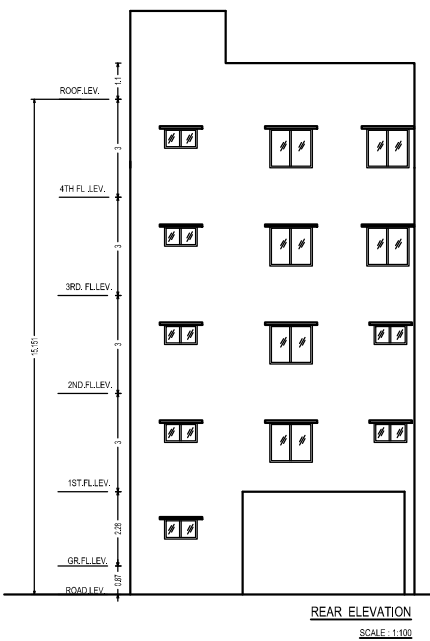 1.1
ROOF.LEV.
3
4TH FL .LEV.
3
3RD. FL.LEV.
15.151
3
2ND.FL.LEV.
3
1ST.FL.LEV.
2.28
GR.FL.LEV.
0.87
ROAD.LEV.
REAR ELEVATION
SCALE : 1:100